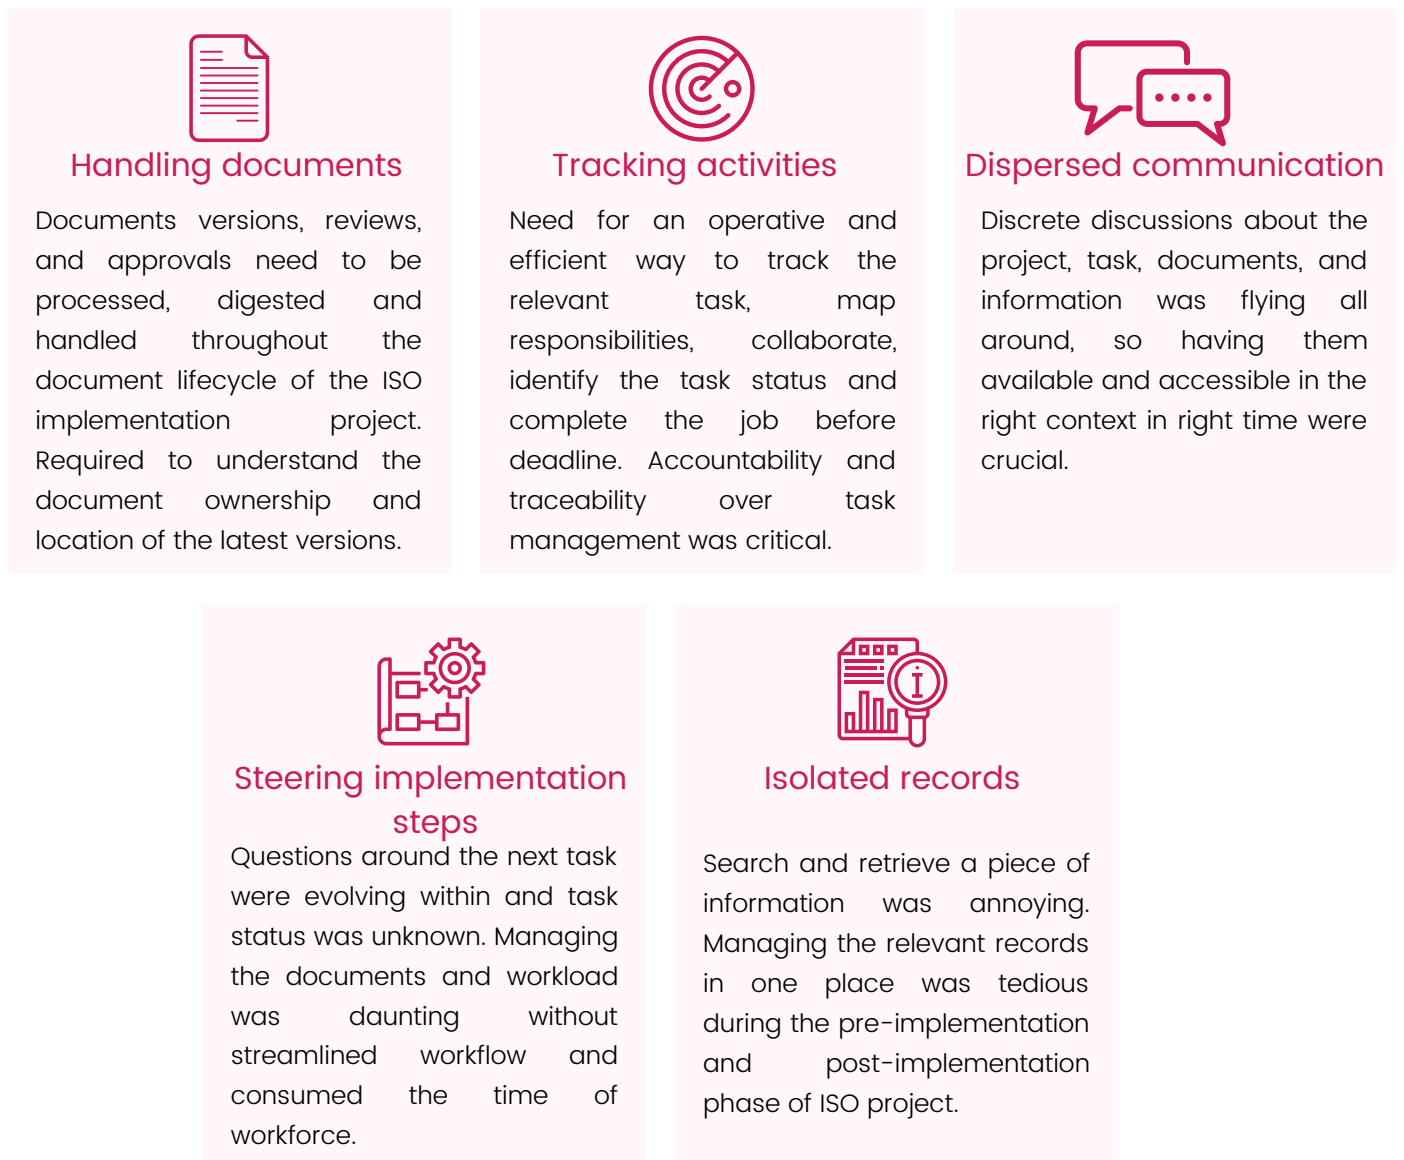 Handling documents
Documents versions, reviews,
and approvals need to be
processed, digested and
handled throughout the
document lifecycle of the ISO
implementation project.
Required to understand the
document ownership and
location of the latest versions.
Tracking activities
Need for an operative and
efficient way to track the
relevant task, map
responsibilities, collaborate,
identify the task status and
complete the job before
deadline. Accountability and
traceability over task
management was critical.
Dispersed communication
Discrete discussions about the
project, task, documents, and
information was flying all
around, so having them
available and accessible in the
right context in right time were
crucial.
Steering implementation
steps
Questions around the next task
were evolving within and task
status was unknown. Managing
the documents and workload
was daunting without
streamlined workflow and
consumed the time of
workforce.
i
Isolated records
Search and retrieve a piece of
information was annoying.
Managing the relevant records
in one place was tedious
during the pre-implementation
and post-implementation
phase of ISO project.